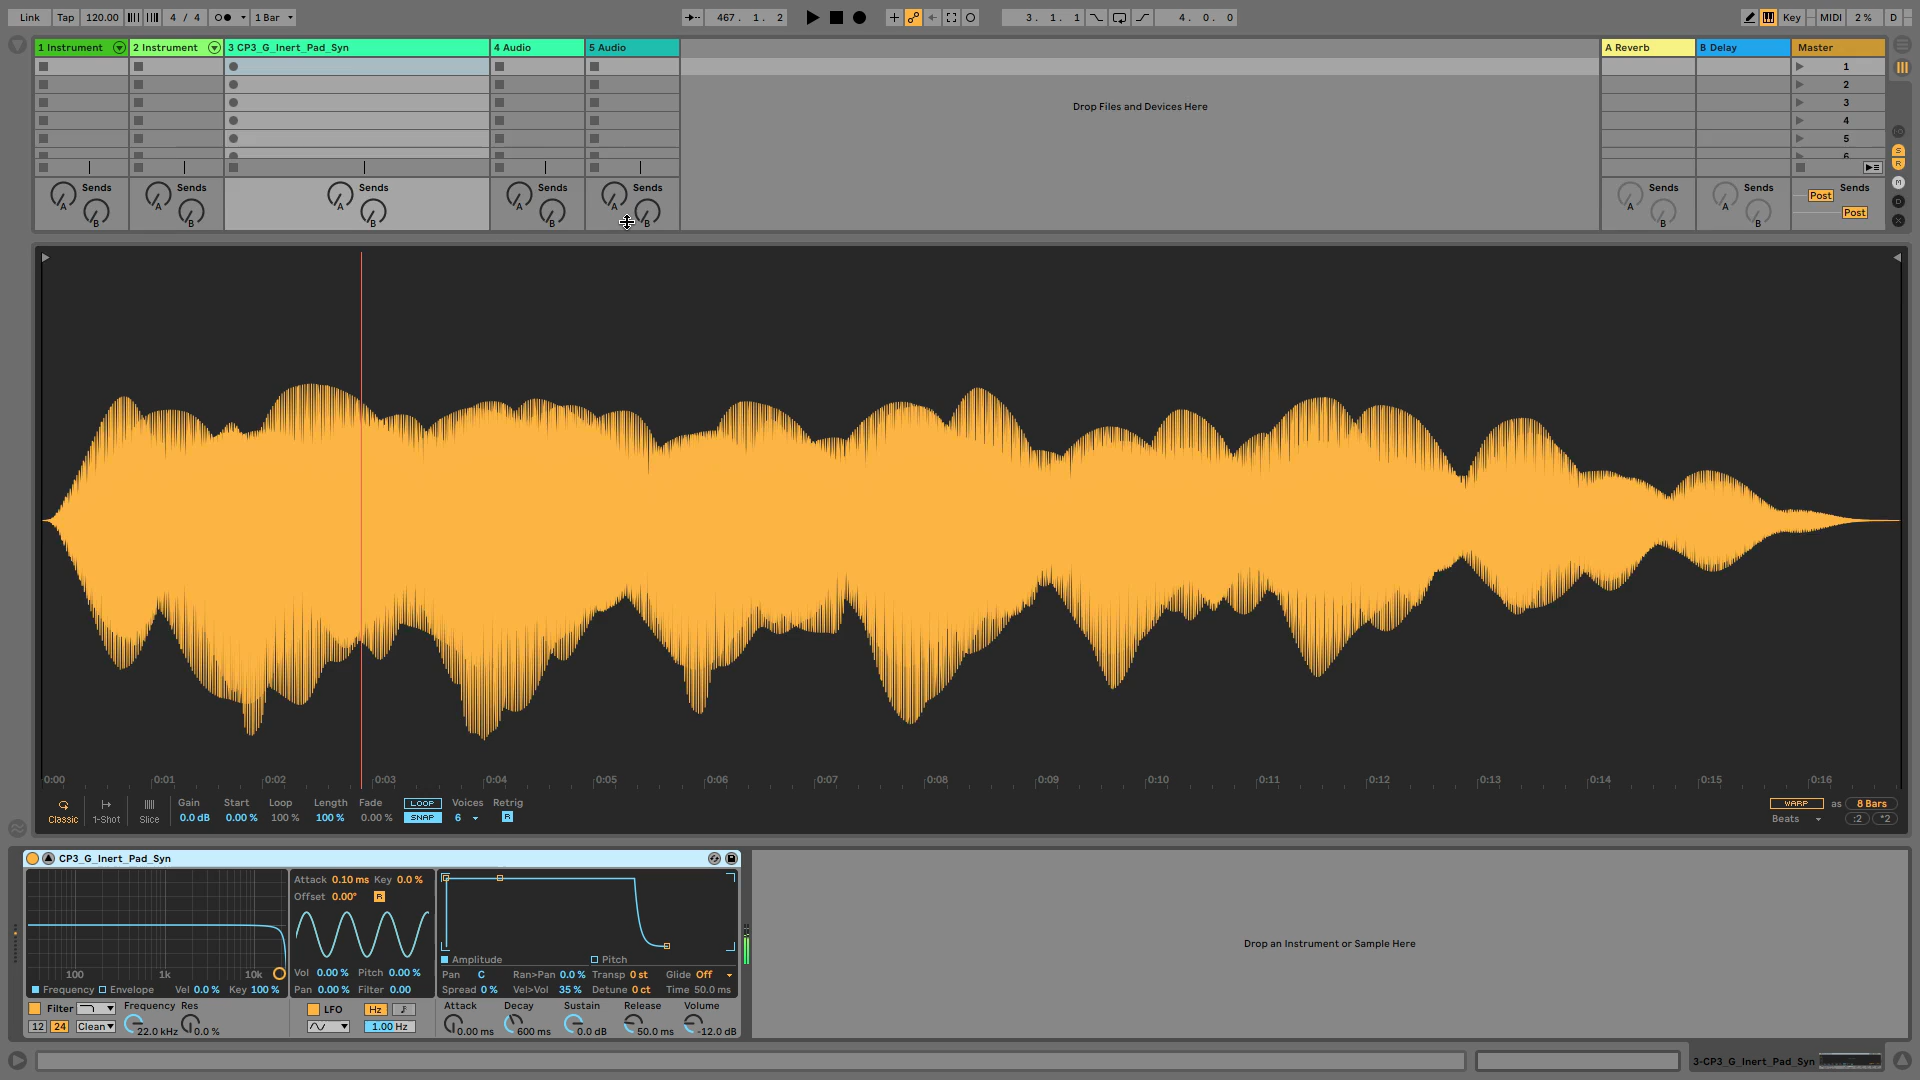 Link Tap 120.00 4 / 4 1 Bar 467. 1. 2 3. 1. 1 4. 0. 0 Key MIDI 2 % D
1 Instrument 2 Instrument 3 CP3_G_Inert_Pad_Syn 4 Audio 5 Audio A Reverb B Delay Master
1
2
3
4
5
6
Drop Files and Devices Here
Sends Sends Sends Sends Sends Sends Sends Sends
A A A A A A A Post
B B B B B B B Post
S
R
M
D
X
0:00 0:01 0:02 0:03 0:04 0:05 0:06 0:07 0:08 0:09 0:10 0:11 0:12 0:13 0:14 0:15 0:16
Gain Start Loop Length Fade LOOP Voices Retrig WARP as 8 Bars
Classic 1-Shot Slice 0.0 dB 0.00 % 100 % 100 % 0.00 % SNAP 6 R Beats :2 *2
CP3_G_Inert_Pad_Syn
Attack 0.10 ms Key 0.0 %
Offset 0.00° R
100 1k 10k
Vol 0.00 % Pitch 0.00 %
Pan 0.00 % Filter 0.00
Frequency Envelope Vel 0.0 % Key 100 %
Amplitude Pitch
Pan C Ran>Pan 0.0 % Transp 0 st Glide Off
Spread 0 % Vel>Vol 35 % Detune 0 ct Time 50.0 ms
Filter Frequency Res LFO Hz Attack Decay Sustain Release Volume
12 24 Clean 22.0 kHz 0.0 % 1.00 Hz 0.00 ms 600 ms 0.0 dB 50.0 ms -12.0 dB
Drop an Instrument or Sample Here
3-CP3_G_Inert_Pad_Syn